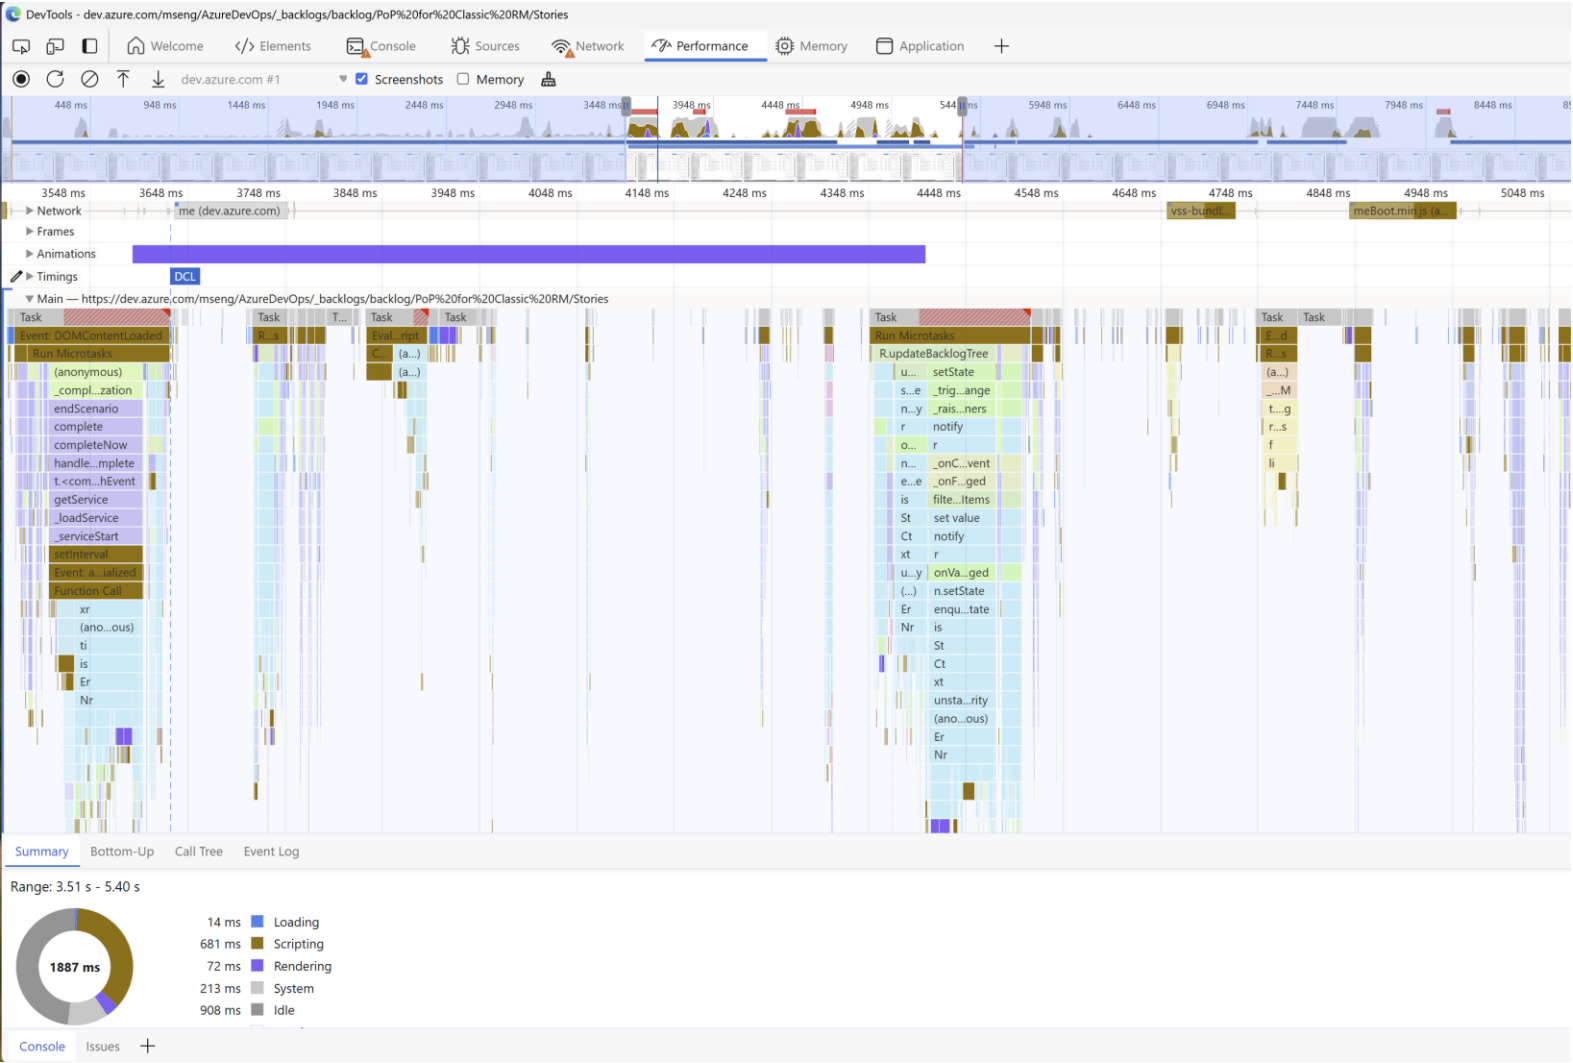 DevTools - dev.azure.com/mseng/AzureDevOps/_backlogs/backlog/PoP%20for%20Classic%20RM/Stories
Welcome Elements Console Sources Network Performance Memory Application
dev.azure.com #1 Screenshots Memory
448 ms 948 ms 1448 ms 1948 ms 2448 ms 2948 ms 3448 ms 3948 ms 4448 ms 4948 ms 544 ms 5948 ms 6448 ms 6948 ms 7448 ms 7948 ms 8448 ms
3548 ms 3648 ms 3748 ms 3848 ms 3948 ms 4048 ms 4148 ms 4248 ms 4348 ms 4448 ms 4548 ms 4648 ms 4748 ms 4848 ms 4948 ms 5048 ms
Network me (dev.azure.com) vss-bundl... meBoot.min.js (a...
Frames
Animations
Timings DCL
Main — https://dev.azure.com/mseng/AzureDevOps/_backlogs/backlog/PoP%20for%20Classic%20RM/Stories
Task Task T... Task Task Task Task Task
Event: DOMContentLoaded R...s Eval...ript Run Microtasks E...d
Run Microtasks C... (a...) R.updateBacklogTree R...s
(anonymous) (a...) u... setState (a...)
_compl...zation s...e _trig...ange _...M
endScenario n...y _rais...ners t....g
complete r notify r...s
completeNow o... r f
handle...mplete n... _onC...vent li
t.<com...hEvent e...e _onF...ged
getService is filte...Items
_loadService St set value
_serviceStart Ct notify
setInterval xt r
Event: a...ialized u...y onVa...ged
Function Call (...) n.setState
xr Er enqu...tate
(ano...ous) Nr is
ti St
is Ct
Er xt
Nr unsta...rity
(ano...ous)
Er
Nr
Summary Bottom-Up Call Tree Event Log
Range: 3.51 s - 5.40 s
1887 ms
14 ms Loading
681 ms Scripting
72 ms Rendering
213 ms System
908 ms Idle
Console Issues